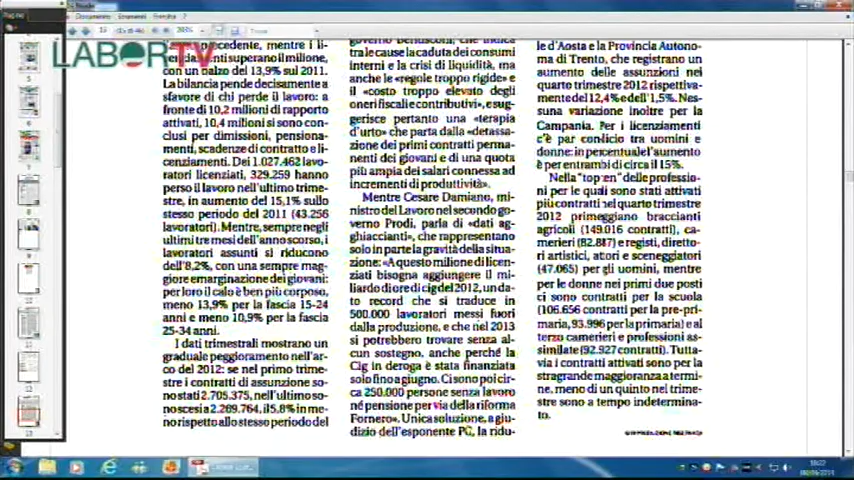 Documento Strumenti
LABOR TV
precedente, mentre i li-
superano il milione,
con un balzo del 13,9% sul 2011.
La bilancia pende decisamente a
sfavore di chi perde il lavoro: a
fronte di 10,2 milioni di rapporto
attivati, 10,4 milioni si sono con-
clusi per dimissioni, pensiona-
menti, scadenze di contratto e li-
cenziamenti. Dei 1.027.462 lavo-
ratori licenziati, 329.259 hanno
perso il lavoro nell'ultimo trime-
stre, in aumento del 15,1% sullo
stesso periodo del 2011 (43.256
lavoratori). Mentre, sempre negli
ultimi tre mesi dell'anno scorso, i
lavoratori assunti si riducono
dell'8,2%, con una sempre mag-
giore emarginazione dei giovani:
per loro il calo è ben più corposo,
meno 13,9% per la fascia 15-24
anni e meno 10,9% per la fascia
25-34 anni.
I dati trimestrali mostrano un
graduale peggioramento nell'ar-
co del 2012: se nel primo trime-
stre i contratti di assunzione so-
no stati 2.705.375, nell'ultimo so-
no scesi a 2.269.764, il 5,8% in me-
no rispetto allo stesso periodo del
governo Berlusconi, che indica
tra le cause la caduta dei consumi
interni e la crisi di liquidità, ma
anche le «regole troppo rigide» e
il «costo troppo elevato degli
oneri fiscali e contributivi», e sug-
gerisce pertanto una «terapia
d'urto» che parta dalla «detassa-
zione dei primi contratti perma-
nenti dei giovani e di una quota
più ampia dei salari connessa ad
incrementi di produttività».
Mentre Cesare Damiano, mi-
nistro del Lavoro nel secondo go-
verno Prodi, parla di «dati ag-
ghiaccianti», che rappresentano
solo in parte la gravità della situa-
zione: «A questo milione di licen-
ziati bisogna aggiungere il mi-
liardo di ore di cig del 2012, un da-
to record che si traduce in
500.000 lavoratori messi fuori
dalla produzione, e che nel 2013
si potrebbero trovare senza al-
cun sostegno, anche perché la
Cig in deroga è stata finanziata
solo fino a giugno. Ci sono poi cir-
ca 250.000 persone senza lavoro
né pensione per via della riforma
Fornero». Unica soluzione, a giu-
dizio dell'esponente PG, la ridu-
le d'Aosta e la Provincia Autono-
ma di Trento, che registrano un
aumento delle assunzioni nel
quarto trimestre 2012 rispettiva-
mente del 12,4% e dell'1,5%. Nes-
suna variazione inoltre per la
Campania. Per i licenziamenti
c'è par condicio tra uomini e
donne: in percentuale l'aumento
è per entrambi di circa il 15%.
Nella "top ten" delle professio-
ni per le quali sono stati attivati
più contratti nel quarto trimestre
2012 primeggiano braccianti
agricoli (149.016 contratti), ca-
merieri (82.887) e registi, diretto-
ri artistici, attori e sceneggiatori
(47.065) per gli uomini, mentre
per le donne nei primi due posti
ci sono contratti per la scuola
(106.656 contratti per la pre-pri-
maria, 93.996 per la primaria) e al
terzo camerieri e professioni as-
similate (92.927 contratti). Tutta-
via i contratti attivati sono per la
stragrande maggioranza a termi-
ne, meno di un quinto nel trime-
stre sono a tempo indetermina-
to.